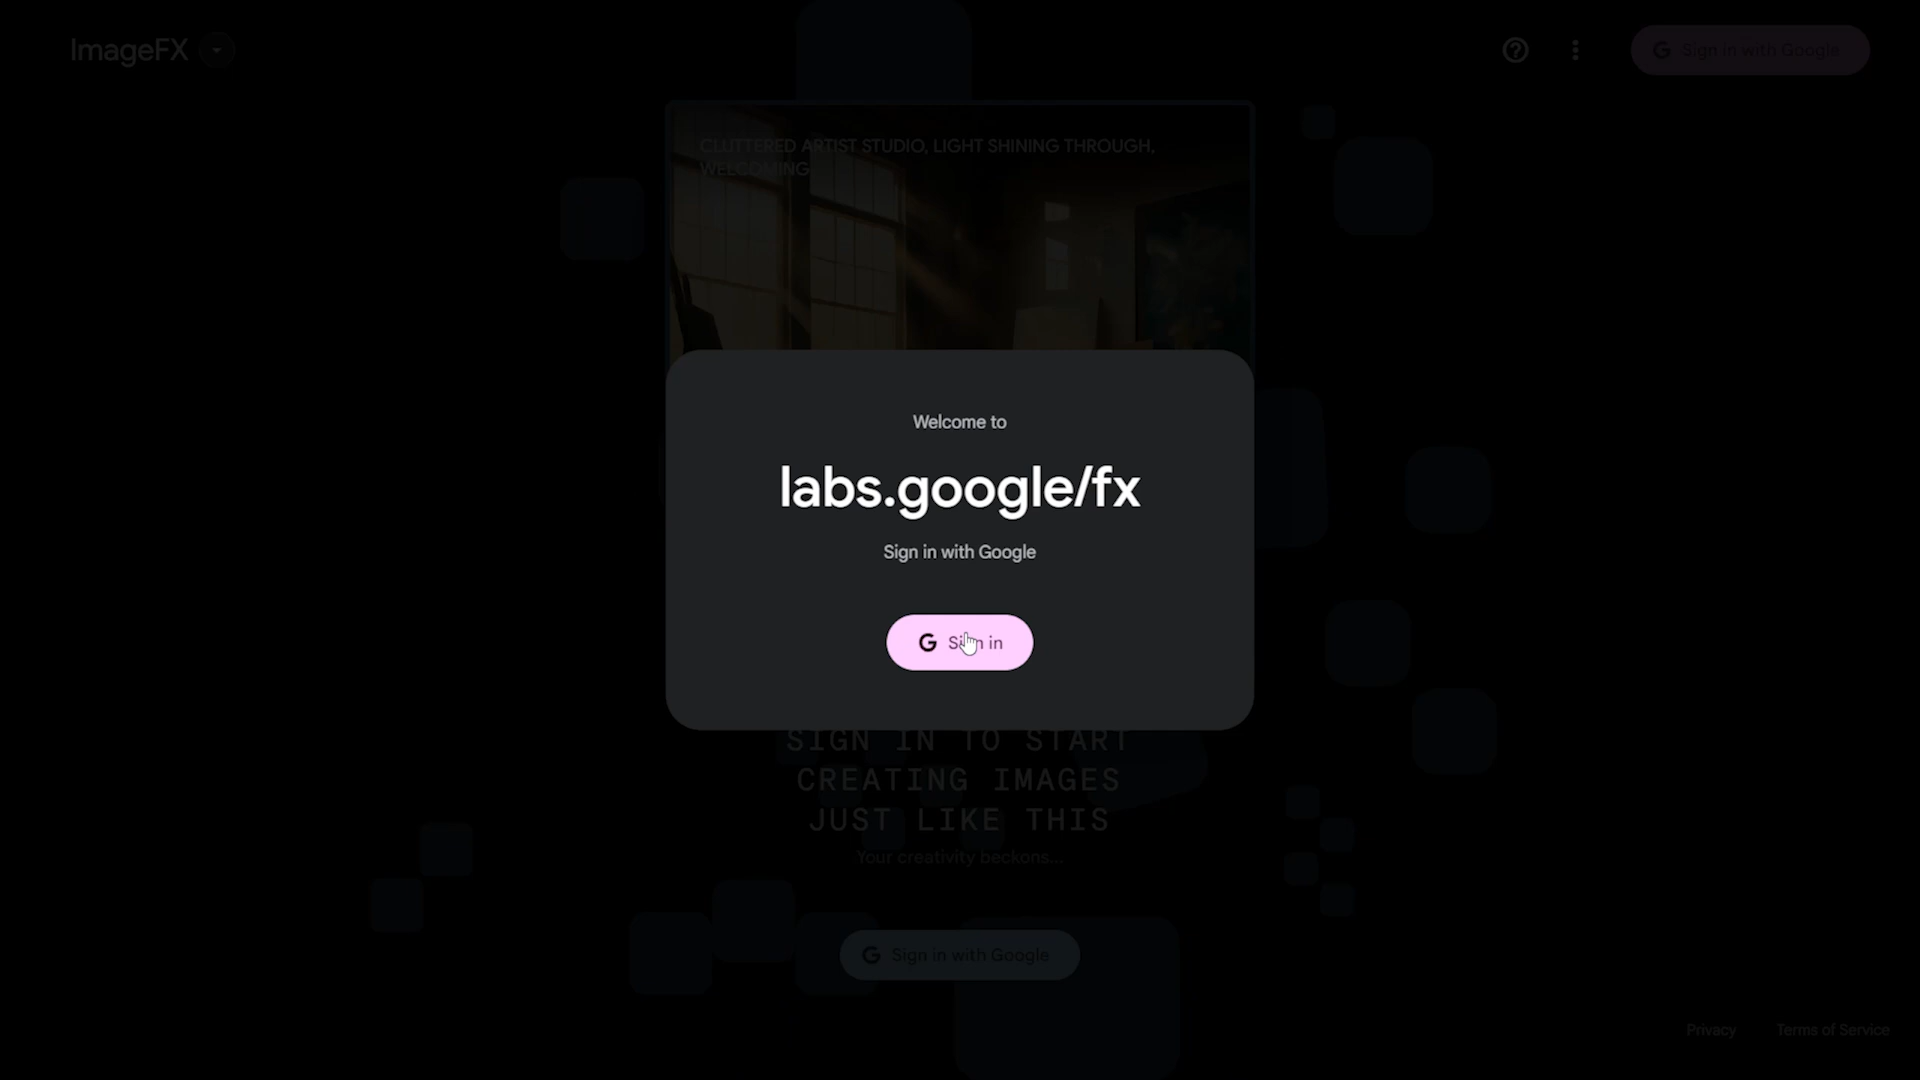 ImageFX
G Sign in with Google
CLUTTERED ARTIST STUDIO, LIGHT SHINING THROUGH,
WELCOMING
Welcome to
labs.google/fx
Sign in with Google
G Sign in
SIGN IN TO START
CREATING IMAGES
JUST LIKE THIS
Your creativity beckons...
G Sign in with Google
Privacy
Terms of Service